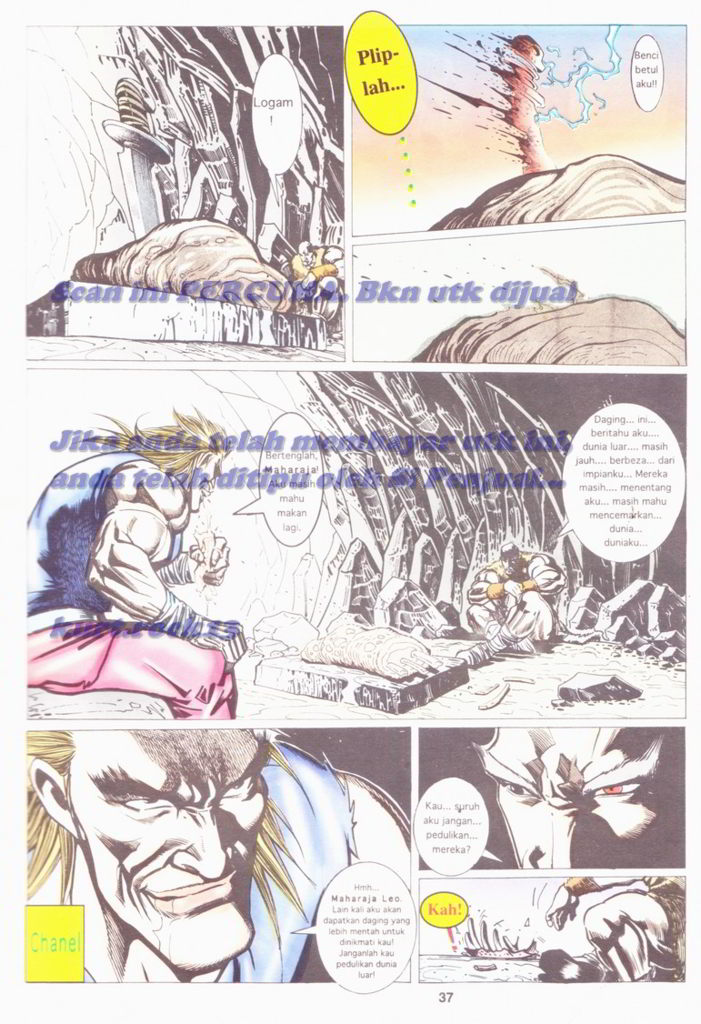 Logam
!
Plip-
lah...
Benci
betul
aku!!
Scan ini PERCUMA. Bkn utk dijual
Jika anda telah membayar utk ini,
anda telah ditipu oleh Si Penjual...
Bertenglah,
Maharaja!
Aku masih
mahu
makan
lagi.
Daging... ini...
beritahu aku....
dunia luar.... masih
jauh.... berbeza... dari
impianku... Mereka
masih.... menentang
aku... masih mahu
mencemarkan...
dunia...
duniaku...
kurt.roch13
Hmh...
Maharaja Leo.
Lain kali aku akan
dapatkan daging yang
lebih mentah untuk
dinikmati kau!
Janganlah kau
pedulikan dunia
luar!
Chanel
Kau... suruh
aku jangan...
pedulikan...
mereka?
Kah!
37